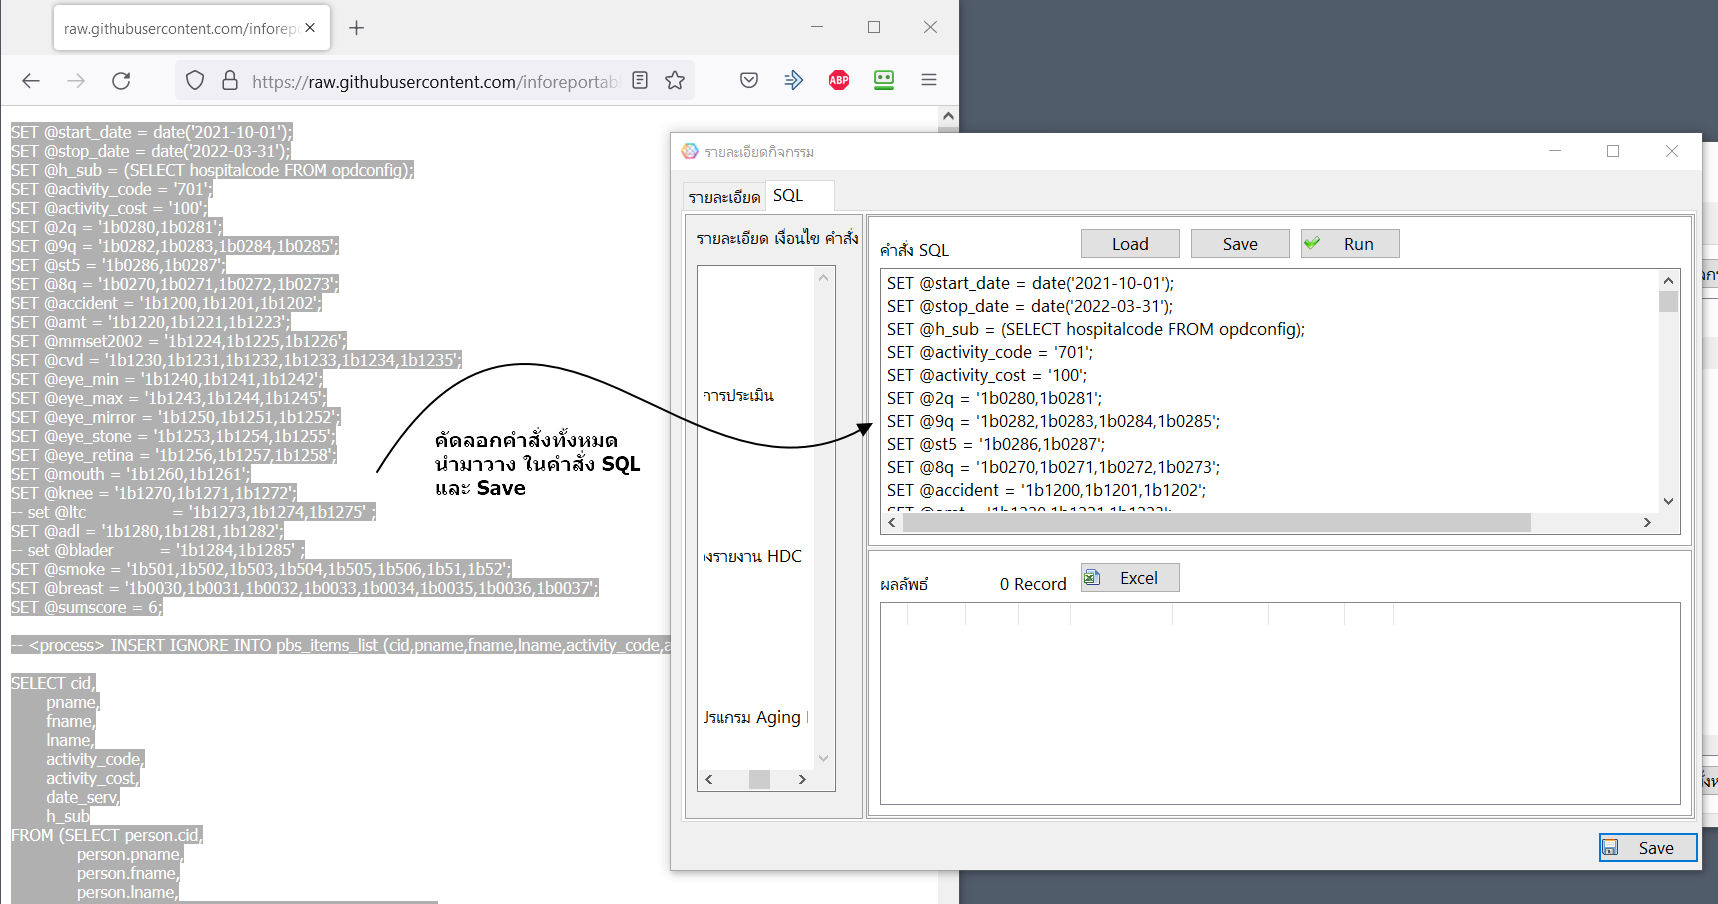 raw.githubusercontent.com/inforep
https://raw.githubusercontent.com/inforeportab
ABP
SET @start_date = date('2021-10-01');
SET @stop_date = date('2022-03-31');
SET @h_sub = (SELECT hospitalcode FROM opdconfig);
SET @activity_code = '701';
SET @activity_cost = '100';
SET @2q = '1b0280,1b0281';
SET @9q = '1b0282,1b0283,1b0284,1b0285';
SET @st5 = '1b0286,1b0287';
SET @8q = '1b0270,1b0271,1b0272,1b0273';
SET @accident = '1b1200,1b1201,1b1202';
SET @amt = '1b1220,1b1221,1b1223';
SET @mmset2002 = '1b1224,1b1225,1b1226';
SET @cvd = '1b1230,1b1231,1b1232,1b1233,1b1234,1b1235';
SET @eye_min = '1b1240,1b1241,1b1242';
SET @eye_max = '1b1243,1b1244,1b1245';
SET @eye_mirror = '1b1250,1b1251,1b1252';
SET @eye_stone = '1b1253,1b1254,1b1255';
SET @eye_retina = '1b1256,1b1257,1b1258';
SET @mouth = '1b1260,1b1261';
SET @knee = '1b1270,1b1271,1b1272';
-- set @ltc = '1b1273,1b1274,1b1275' ;
SET @adl = '1b1280,1b1281,1b1282';
-- set @blader = '1b1284,1b1285' ;
SET @smoke = '1b501,1b502,1b503,1b504,1b505,1b506,1b51,1b52';
SET @breast = '1b0030,1b0031,1b0032,1b0033,1b0034,1b0035,1b0036,1b0037';
SET @sumscore = 6;
-- <process> INSERT IGNORE INTO pbs_items_list (cid,pname,fname,lname,activity_code,a
SELECT cid,
pname,
fname,
lname,
activity_code,
activity_cost,
date_serv,
h_sub
FROM (SELECT person.cid,
person.pname,
person.fname,
person.lname,
คัดลอกคำสั่งทั้งหมด
นำมาวาง ในคำสั่ง SQL
และ Save
รายละเอียดกิจกรรม
รายละเอียด SQL
รายละเอียด เงื่อนไข คำสั่ง
การประเมิน
งรายงาน HDC
ปรแกรม Aging
คำสั่ง SQL Load Save Run
SET @start_date = date('2021-10-01');
SET @stop_date = date('2022-03-31');
SET @h_sub = (SELECT hospitalcode FROM opdconfig);
SET @activity_code = '701';
SET @activity_cost = '100';
SET @2q = '1b0280,1b0281';
SET @9q = '1b0282,1b0283,1b0284,1b0285';
SET @st5 = '1b0286,1b0287';
SET @8q = '1b0270,1b0271,1b0272,1b0273';
SET @accident = '1b1200,1b1201,1b1202';
SET @amt = '1b1220,1b1221,1b1223';
ผลลัพธ์ 0 Record Excel
Save